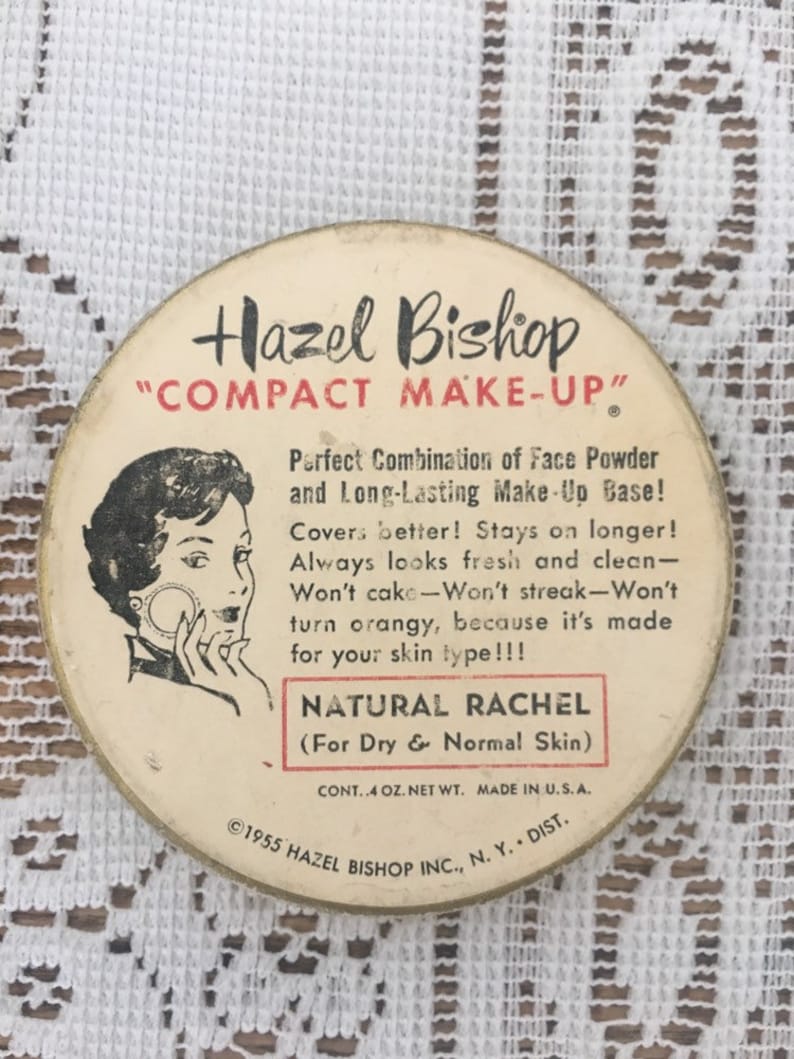 Hazel Bishop®
"COMPACT MAKE-UP"®
Perfect Combination of Face Powder
and Long-Lasting Make-Up Base!
Covers better! Stays on longer!
Always looks fresh and clean—
Won't cake—Won't streak—Won't
turn orangy, because it's made
for your skin type!!!
NATURAL RACHEL
(For Dry & Normal Skin)
CONT. .4 OZ. NET WT. MADE IN U.S.A.
©1955 HAZEL BISHOP INC., N. Y. • DIST.